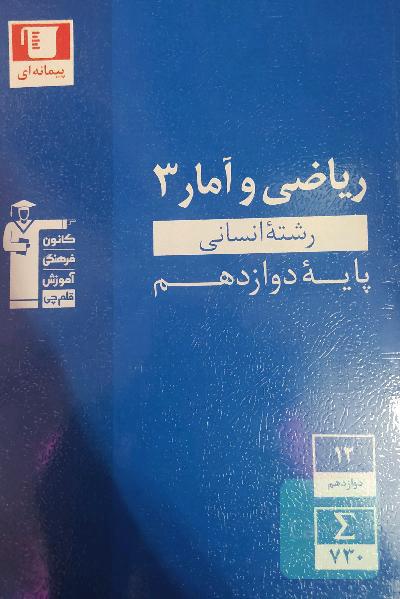 پیمانه‌ای
ریاضی و آمار ۳
رشتهٔ انسانی
پایهٔ دوازدهم
کانون
فرهنگی
آموزش
قلم‌چی
۱۲
دوازدهم
Σ
۷۳۰